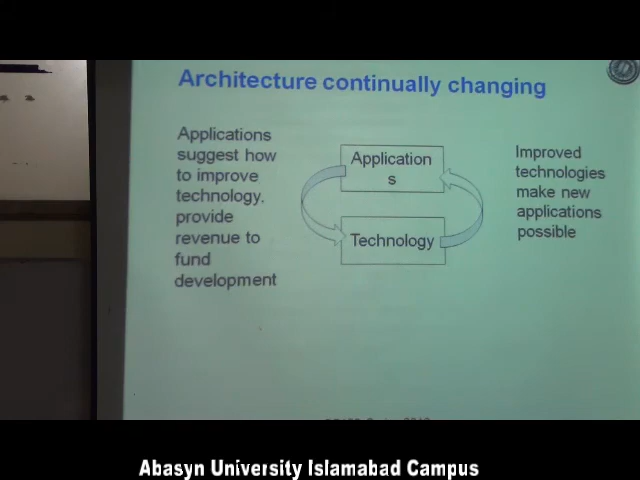 Architecture continually changing
Applications
suggest how
to improve
technology,
provide
revenue to
fund
development
Application
s
Technology
Improved
technologies
make new
applications
possible
Abasyn University Islamabad Campus